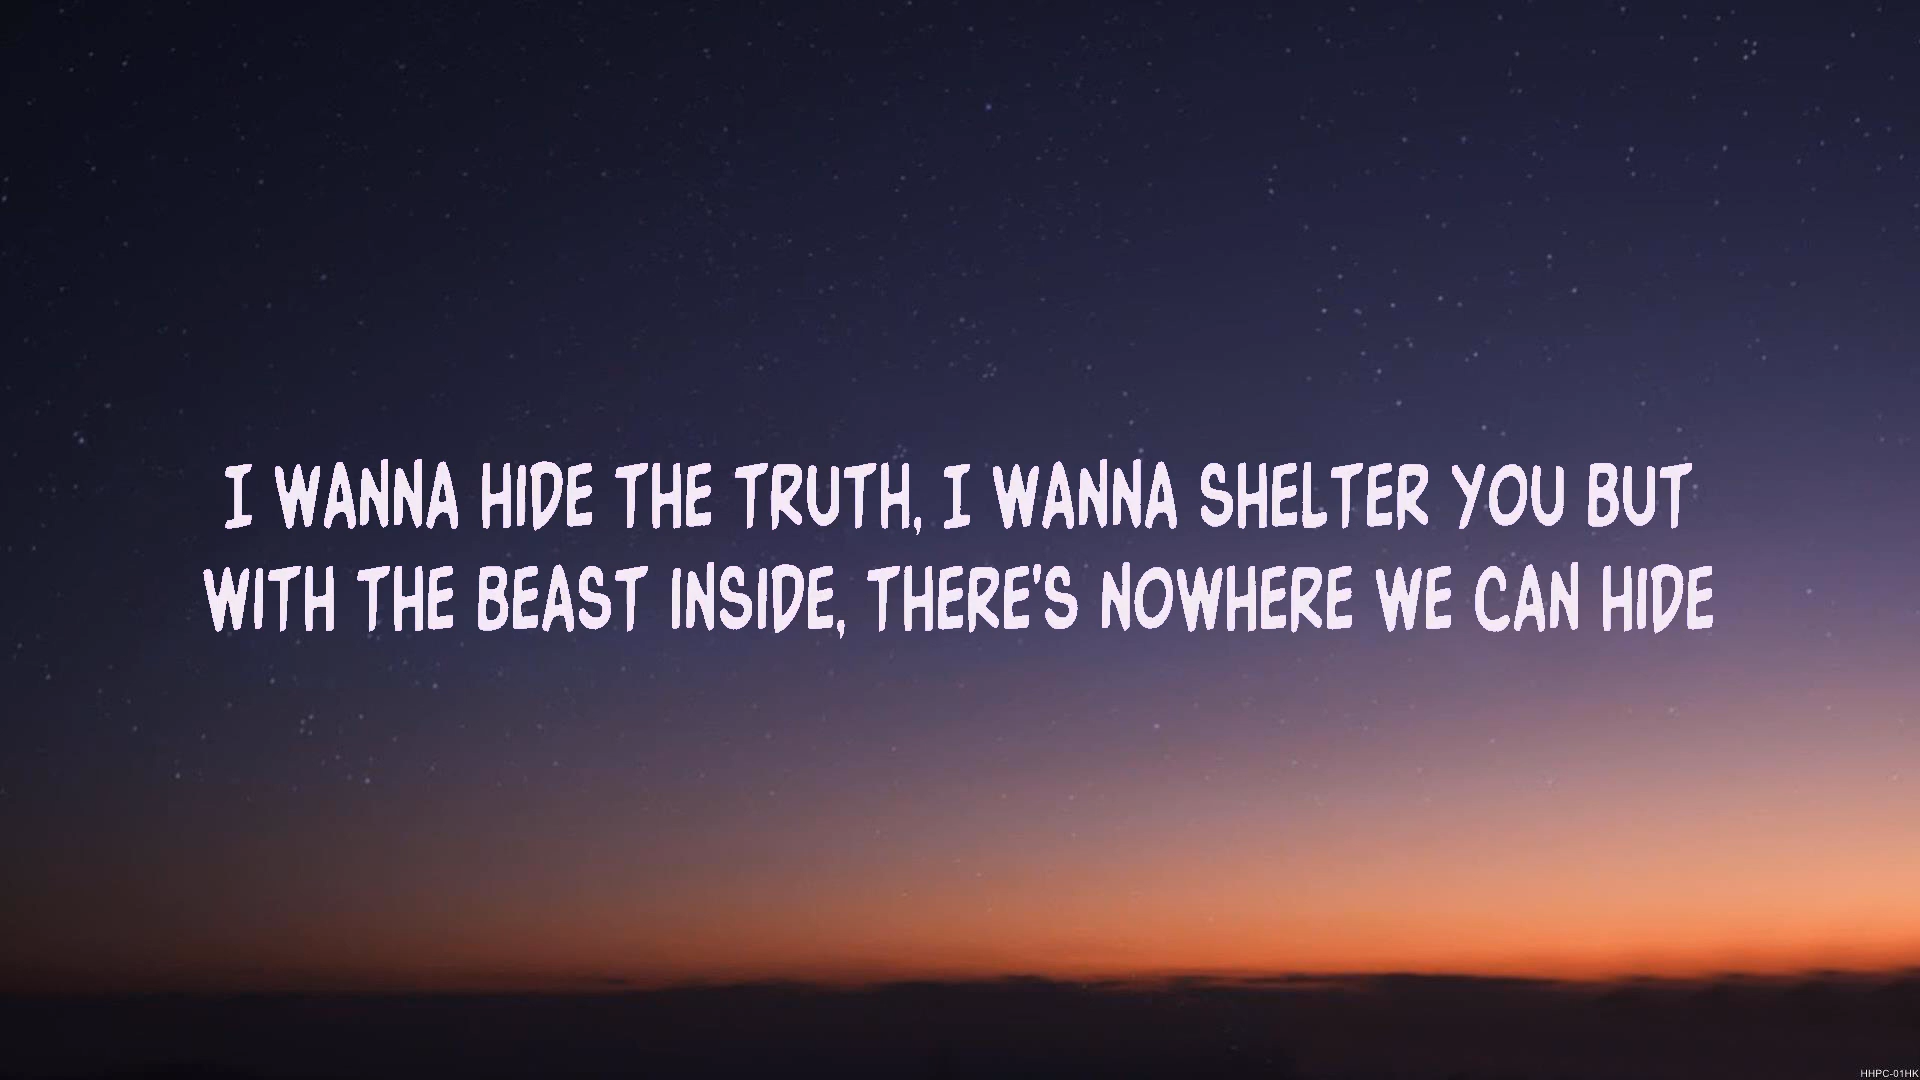 I WANNA HIDE THE TRUTH, I WANNA SHELTER YOU BUT
WITH THE BEAST INSIDE, THERE'S NOWHERE WE CAN HIDE
HHPC-01HK